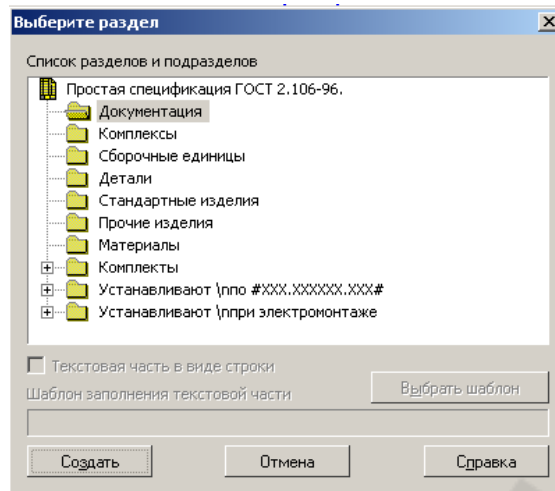 Выберите раздел
Список разделов и подразделов
Простая спецификация ГОСТ 2.106-96.
Документация
Комплексы
Сборочные единицы
Детали
Стандартные изделия
Прочие изделия
Материалы
Комплекты
Устанавливают \nпо #XXX.XXXXXX.XXX#
Устанавливают \nпри электромонтаже
Текстовая часть в виде строки
Шаблон заполнения текстовой части
Выбрать шаблон
Создать
Отмена
Справка